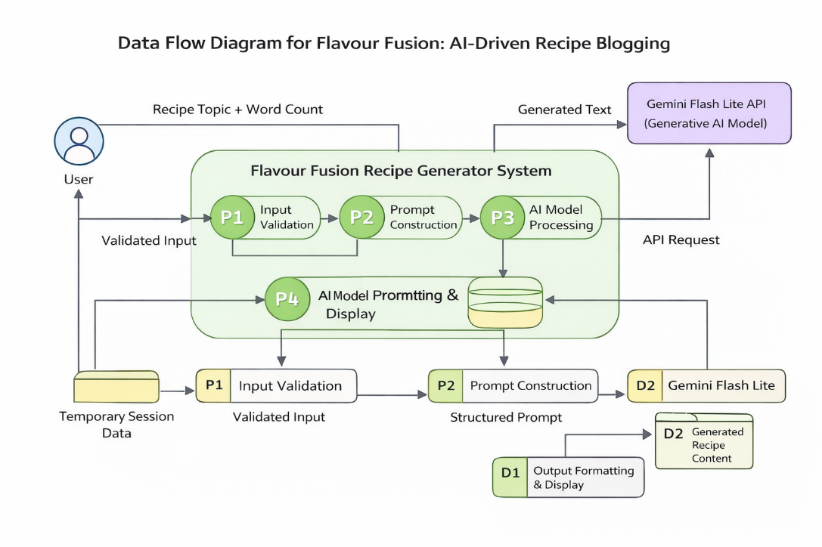 Data Flow Diagram for Flavour Fusion: AI-Driven Recipe Blogging
Recipe Topic + Word Count
Generated Text
Gemini Flash Lite API
(Generative AI Model)
User
Flavour Fusion Recipe Generator System
P1
Input
Validation
P2
Prompt
Construction
P3
AI Model
Processing
Validated Input
API Request
P4
AI Model Prormtting &
Display
P1
Input Validation
P2
Prompt Construction
D2
Gemini Flash Lite
Temporary Session
Data
Validated Input
Structured Prompt
D2
Generated
Recipe
Content
D1
Output Formatting
& Display